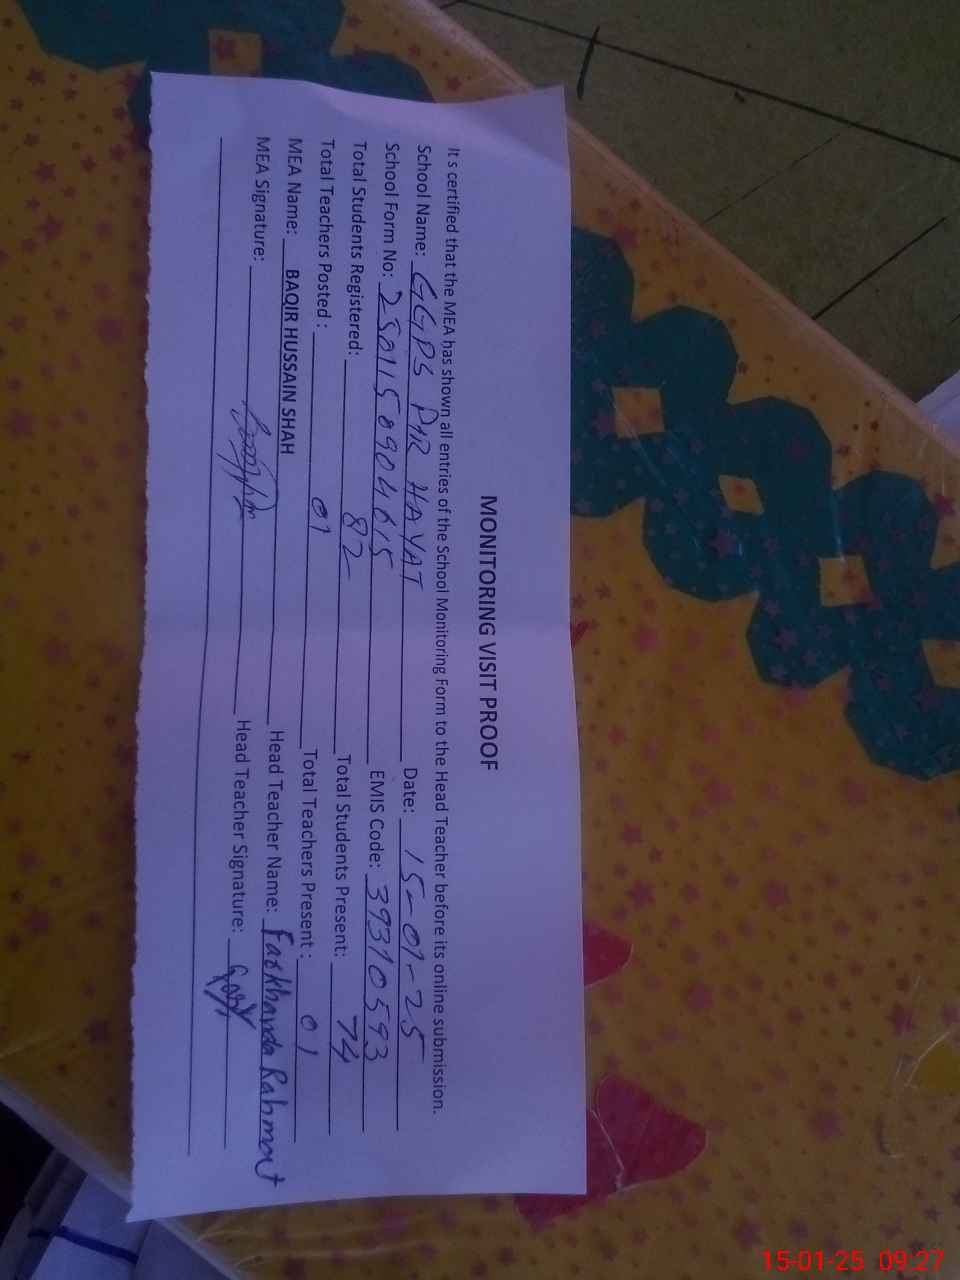 MONITORING VISIT PROOF
It s certified that the MEA has shown all entries of the School Monitoring Form to the Head Teacher before its online submission.
School Name: GGPS PIR HAYAT Date: 15-01-25
School Form No: 2501150904615 EMIS Code: 39310593
Total Students Registered: 82 Total Students Present: 74
Total Teachers Posted : 01 Total Teachers Present : 01
MEA Name: BAQIR HUSSAIN SHAH Head Teacher Name: Farkhanda Rahmat
MEA Signature: Head Teacher Signature:
15-01-25 09:27